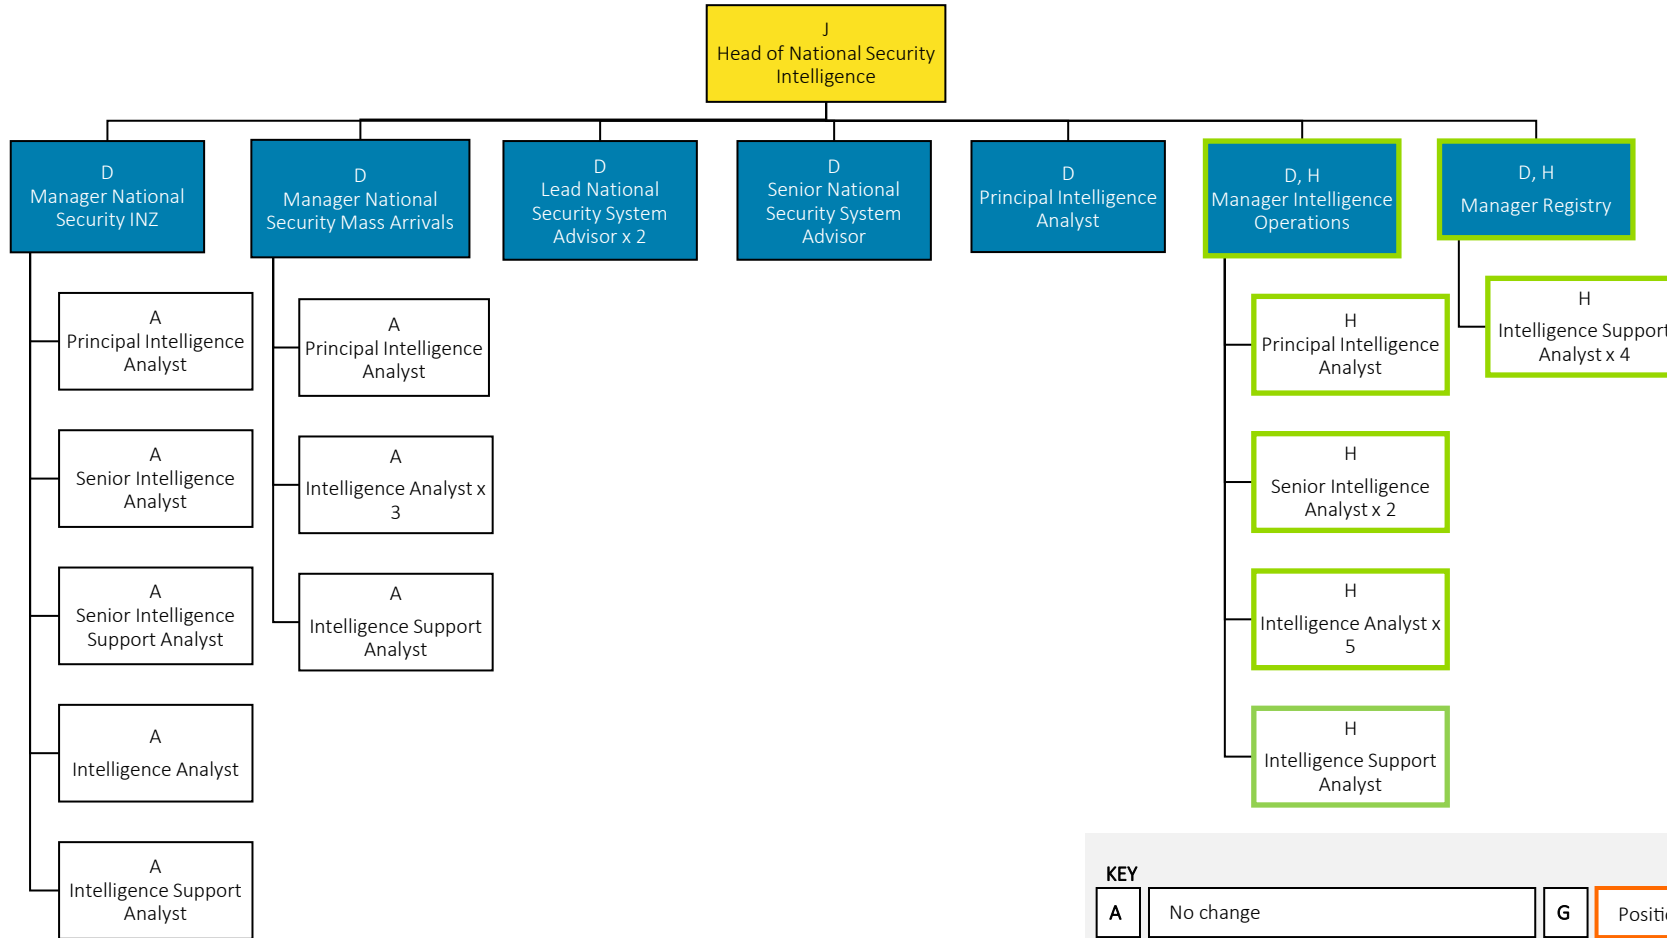 J
Head of National Security
Intelligence
D
Manager National
Security INZ
D
Manager National
Security Mass Arrivals
D
Lead National
Security System
Advisor x 2
D
Senior National
Security System
Advisor
D
Principal Intelligence
Analyst
D, H
Manager Intelligence
Operations
D, H
Manager Registry
A
Principal Intelligence
Analyst
A
Senior Intelligence
Analyst
A
Senior Intelligence
Support Analyst
A
Intelligence Analyst
A
Intelligence Support
Analyst
A
Principal Intelligence
Analyst
A
Intelligence Analyst x
3
A
Intelligence Support
Analyst
H
Principal Intelligence
Analyst
H
Senior Intelligence
Analyst x 2
H
Intelligence Analyst x
5
H
Intelligence Support
Analyst
H
Intelligence Support
Analyst x 4
KEY
A
No change
G